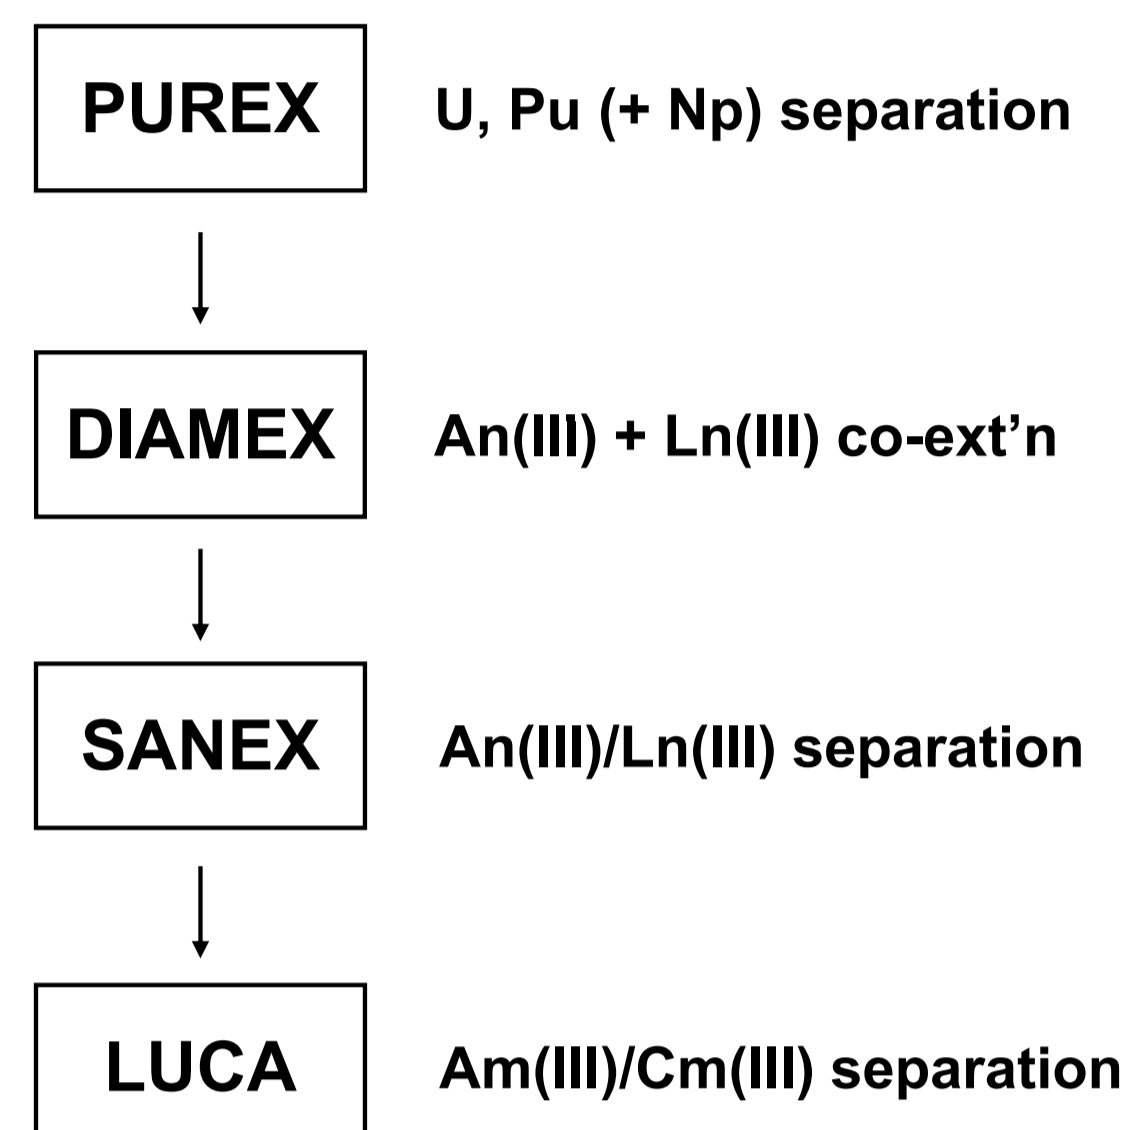 PUREX U, Pu (+ Np) separation
DIAMEX An(III) + Ln(III) co-ext’n
SANEX An(III)/Ln(III) separation
LUCA Am(III)/Cm(III) separation